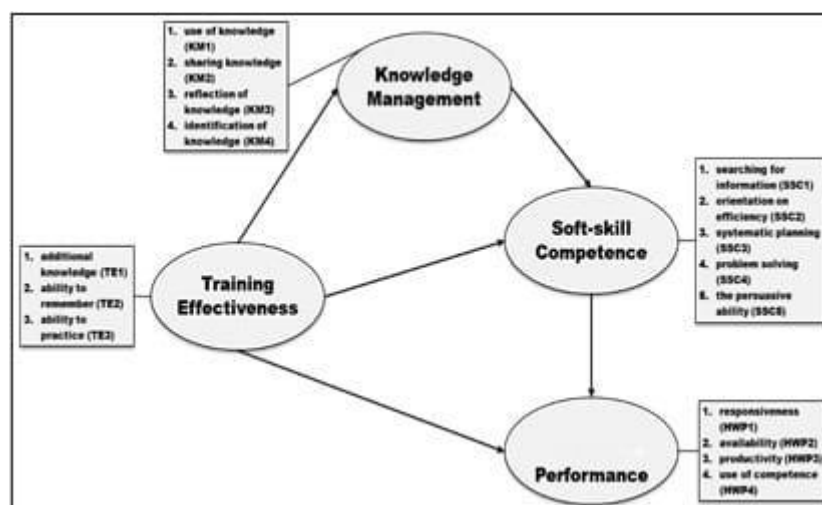 1. use of knowledge
(KM1)
2. sharing knowledge
(KM2)
3. reflection of
knowledge (KM3)
4. identification of
knowledge (KM4)
Knowledge
Management
1. searching for
information (SSC1)
2. orientation on
efficiency (SSC2)
3. systematic planning
(SSC3)
4. problem solving
(SSC4)
5. the persuasive
ability (SSC5)
Soft-skill
Competence
1. additional
knowledge (TE1)
2. ability to
remember (TE2)
3. ability to
practice (TE3)
Training
Effectiveness
1. responsiveness
(HWP1)
2. availability (HWP2)
3. productivity (HWP3)
4. use of competence
(HWP4)
Performance